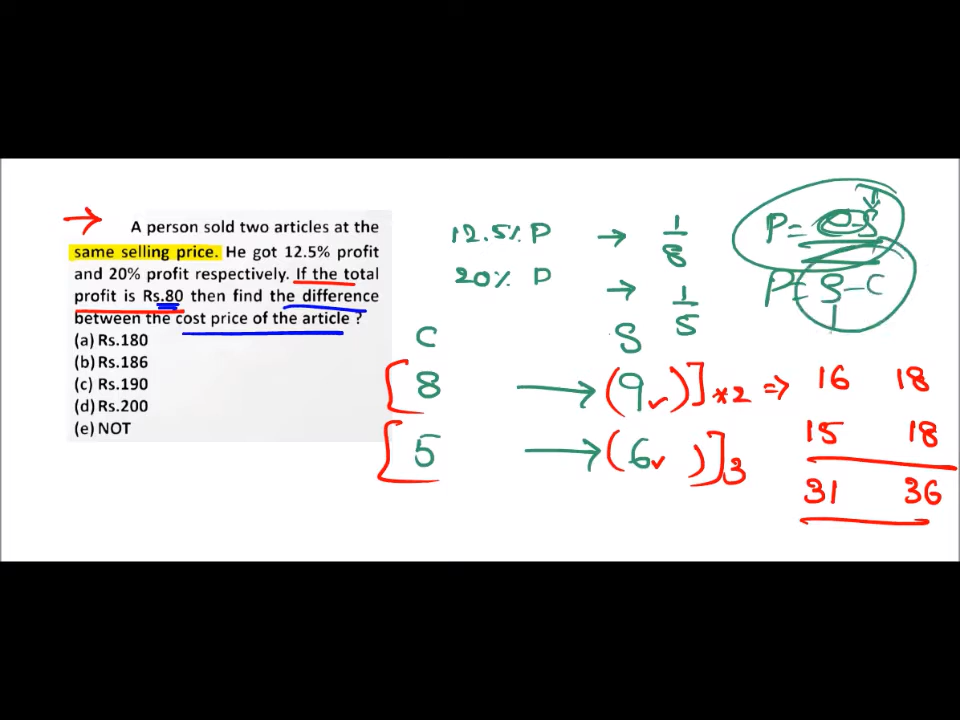 A person sold two articles at the
same selling price. He got 12.5% profit
and 20% profit respectively. If the total
profit is Rs.80 then find the difference
between the cost price of the article ?
(a) Rs.180
(b) Rs.186
(c) Rs.190
(d) Rs.200
(e) NOT
12.5% P → 1/8
20% P → 1/5
P =
P = S - C
C S
[8 → (9✓)] *2 ⇒ 16 18
[5 → (6✓ )]3 15 18
31 36